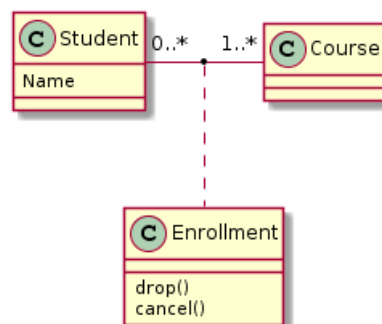 C Student
0..*
1..*
C Course
Name
C Enrollment
drop()
cancel()